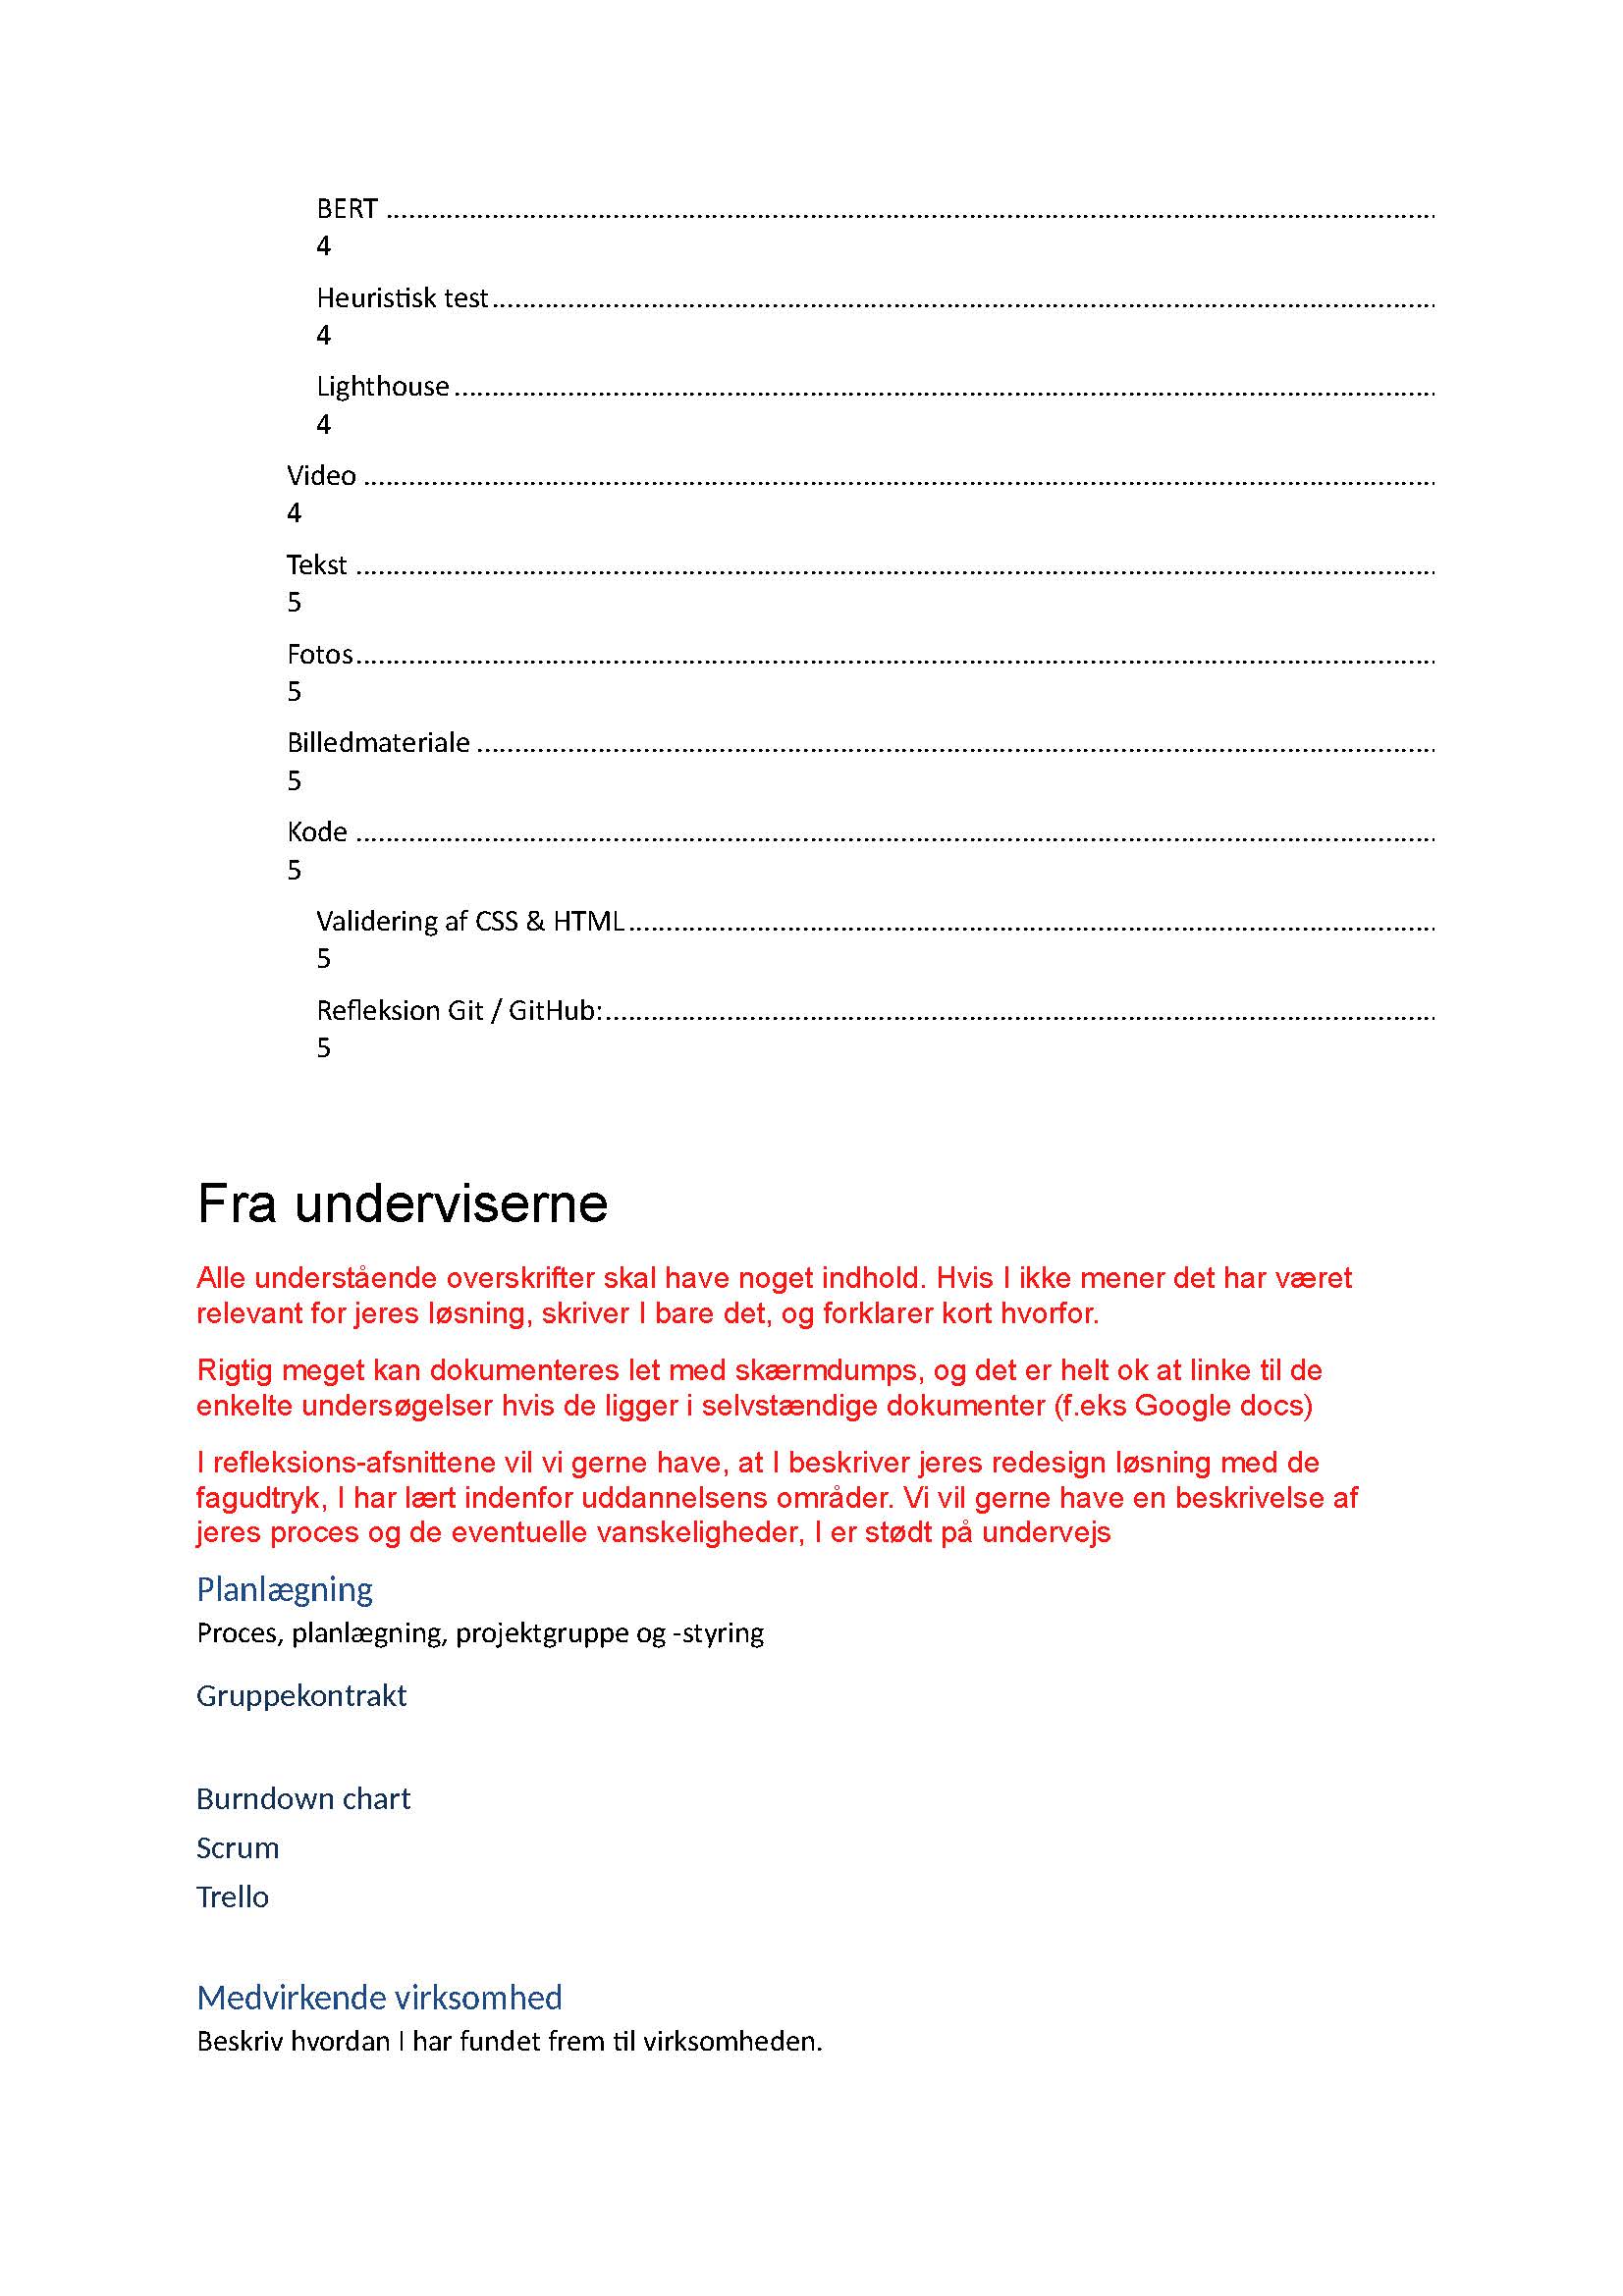 BERT ........................................................................................................................................
4
Heuristisk test ........................................................................................................................................
4
Lighthouse ........................................................................................................................................
4
Video ........................................................................................................................................
4
Tekst ........................................................................................................................................
5
Fotos ........................................................................................................................................
5
Billedmateriale ........................................................................................................................................
5
Kode ........................................................................................................................................
5
Validering af CSS & HTML ........................................................................................................................................
5
Refleksion Git / GitHub: ........................................................................................................................................
5
Fra underviserne
Alle understående overskrifter skal have noget indhold. Hvis I ikke mener det har været
relevant for jeres løsning, skriver I bare det, og forklarer kort hvorfor.
Rigtig meget kan dokumenteres let med skærmdumps, og det er helt ok at linke til de
enkelte undersøgelser hvis de ligger i selvstændige dokumenter (f.eks Google docs)
I refleksions-afsnittene vil vi gerne have, at I beskriver jeres redesign løsning med de
fagudtryk, I har lært indenfor uddannelsens områder. Vi vil gerne have en beskrivelse af
jeres proces og de eventuelle vanskeligheder, I er stødt på undervejs
Planlægning
Proces, planlægning, projektgruppe og -styring
Gruppekontrakt
Burndown chart
Scrum
Trello
Medvirkende virksomhed
Beskriv hvordan I har fundet frem til virksomheden.